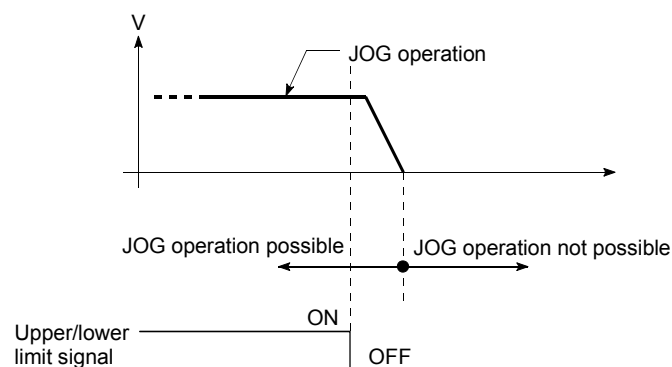 V
JOG operation
JOG operation possible
JOG operation not possible
ON
Upper/lower
limit signal
OFF